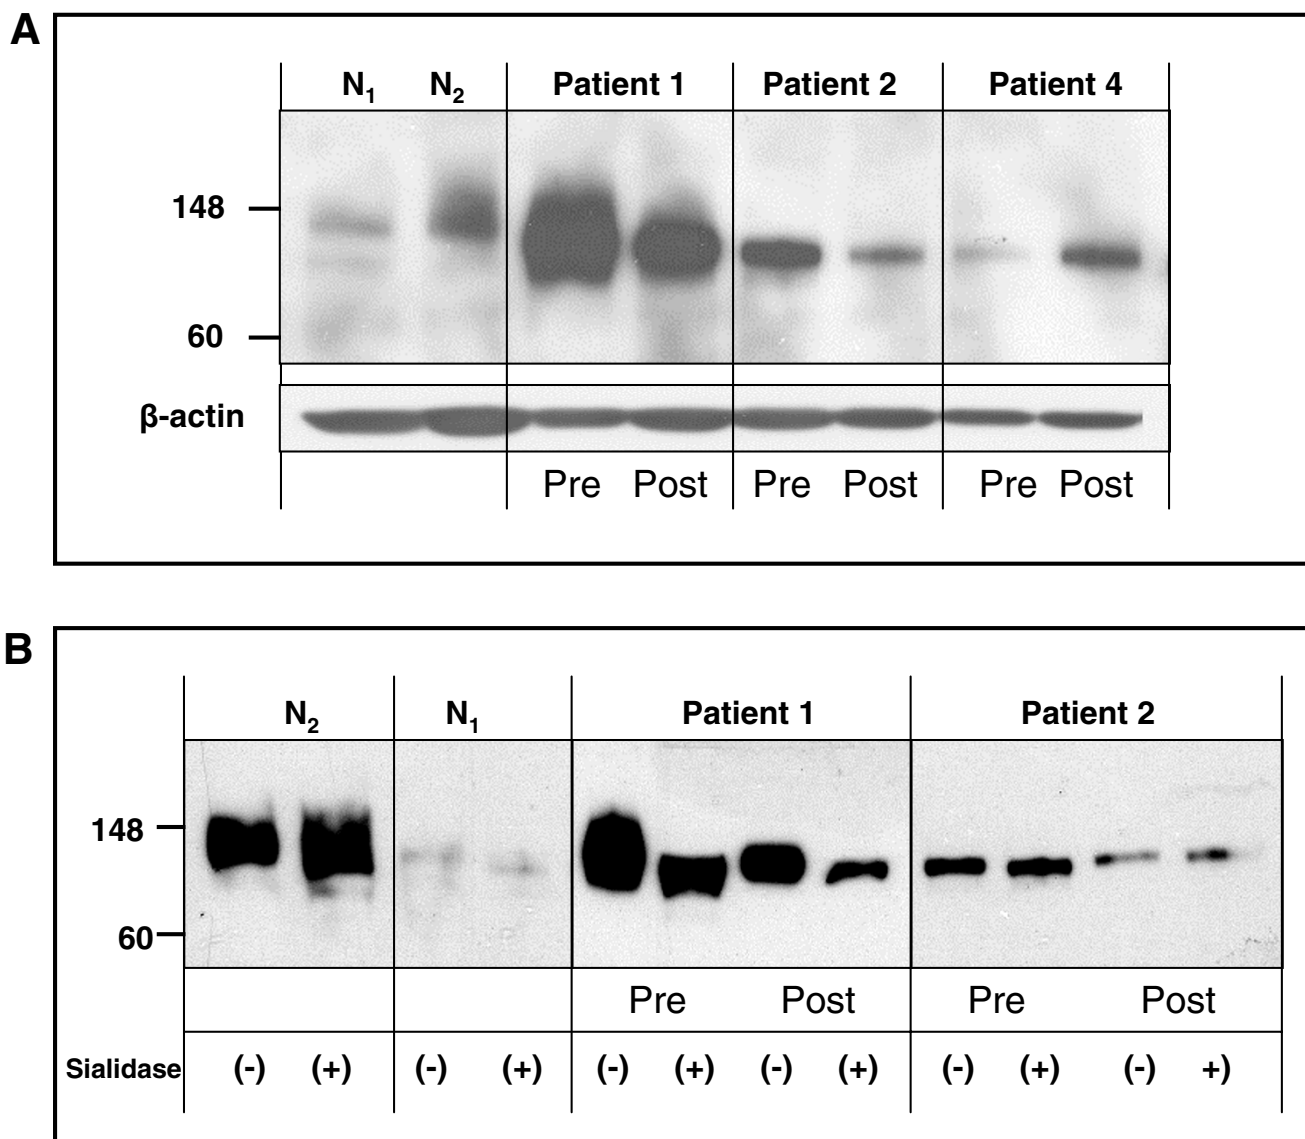 A
N1 N2 Patient 1 Patient 2 Patient 4
148
60
β-actin
Pre Post Pre Post Pre Post
B
N2 N1 Patient 1 Patient 2
148
60
Pre Post Pre Post
Sialidase (-) (+) (-) (+) (-) (+) (-) (+) (-) (+) (-) +)